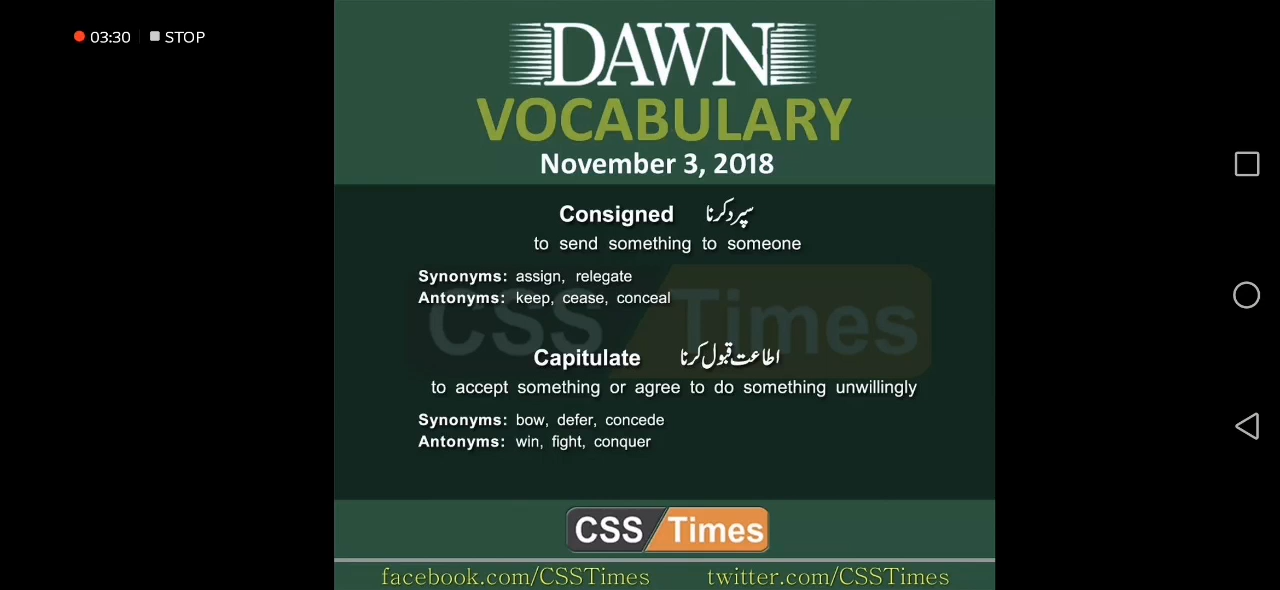 03:30 STOP
DAWN
VOCABULARY
November 3, 2018
Consigned سپرد کرنا
to send something to someone
Synonyms: assign, relegate
Antonyms: keep, cease, conceal
CSS Times
Capitulate اطاعت قبول کرنا
to accept something or agree to do something unwillingly
Synonyms: bow, defer, concede
Antonyms: win, fight, conquer
CSS Times
facebook.com/CSSTimes twitter.com/CSSTimes